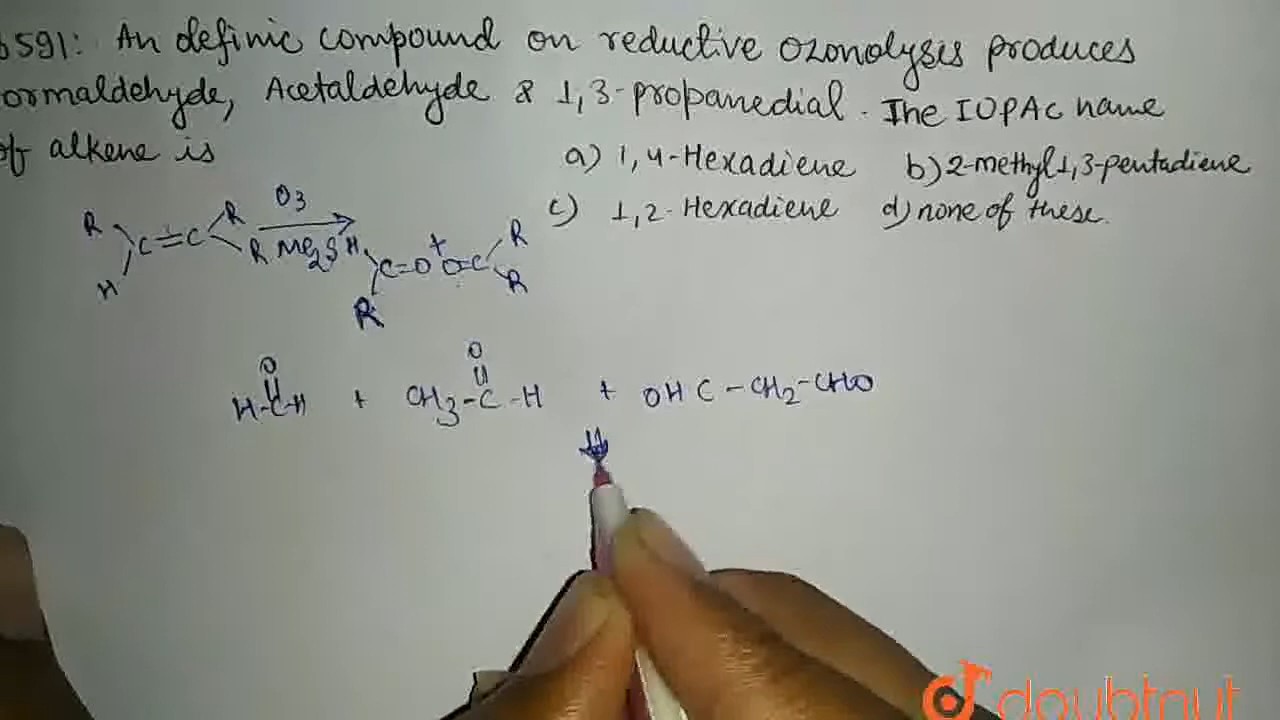 591: An definic compound on reductive ozonolysis produces
ormaldehyde, Acetaldehyde & 1,3-propanedial. The IUPAC name
of alkene is
a) 1,4-Hexadiene b) 2-methyl 1,3-pentadiene
c) 1,2-Hexadiene d) none of these.
R R O3
C=C
H R Me2S H
C=O + O=C R
R R
O O
H-C-H + CH3-C-H + OHC-CH2-CHO
doubtnut